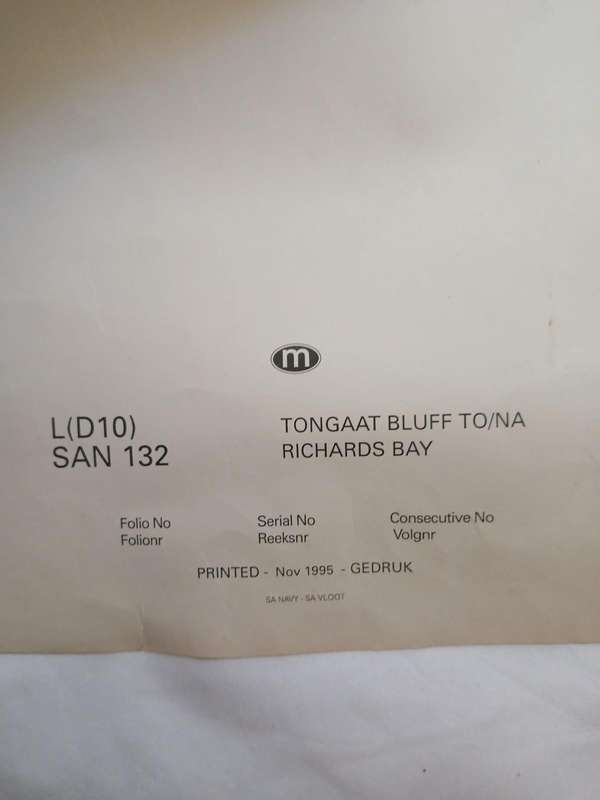 m
L(D10)
SAN 132
TONGAAT BLUFF TO/NA
RICHARDS BAY
Folio No
Folionr
Serial No
Reeksnr
Consecutive No
Volgnr
PRINTED - Nov 1995 - GEDRUK
SA NAVY - SA VLOOT